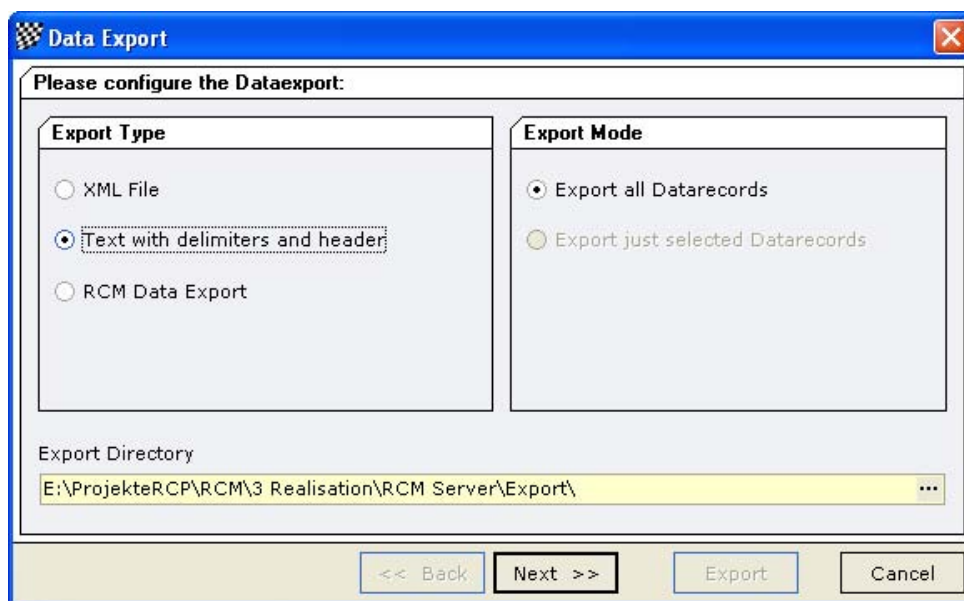 Data Export
Please configure the Dataexport:
Export Type
XML File
Text with delimiters and header
RCM Data Export
Export Mode
Export all Datarecords
Export just selected Datarecords
Export Directory
E:\ProjekteRCP\RCM\3 Realisation\RCM Server\Export\
...
<< Back
Next >>
Export
Cancel